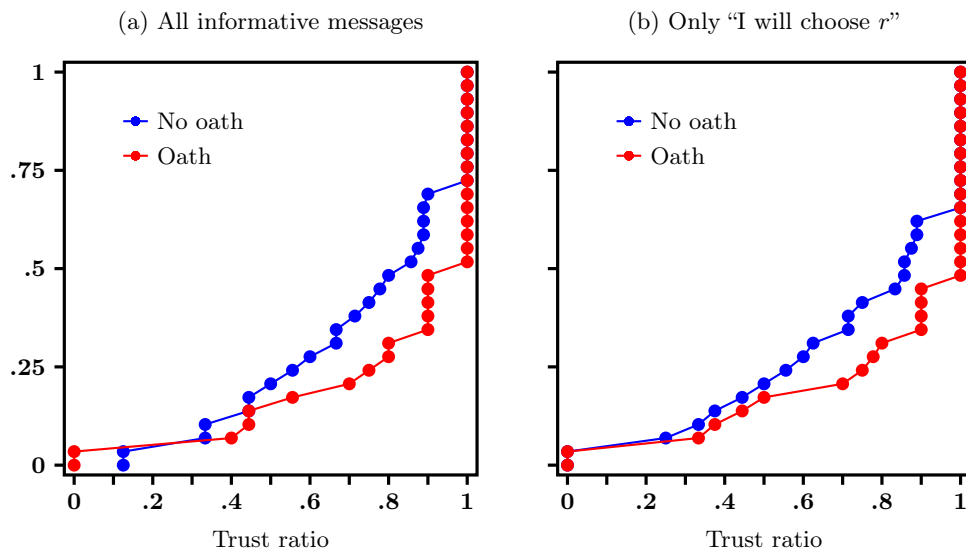 (a) All informative messages
1
.75
.5
.25
0
No oath
Oath
0 .2 .4 .6 .8 1
Trust ratio
(b) Only “I will choose r”
No oath
Oath
0 .2 .4 .6 .8 1
Trust ratio